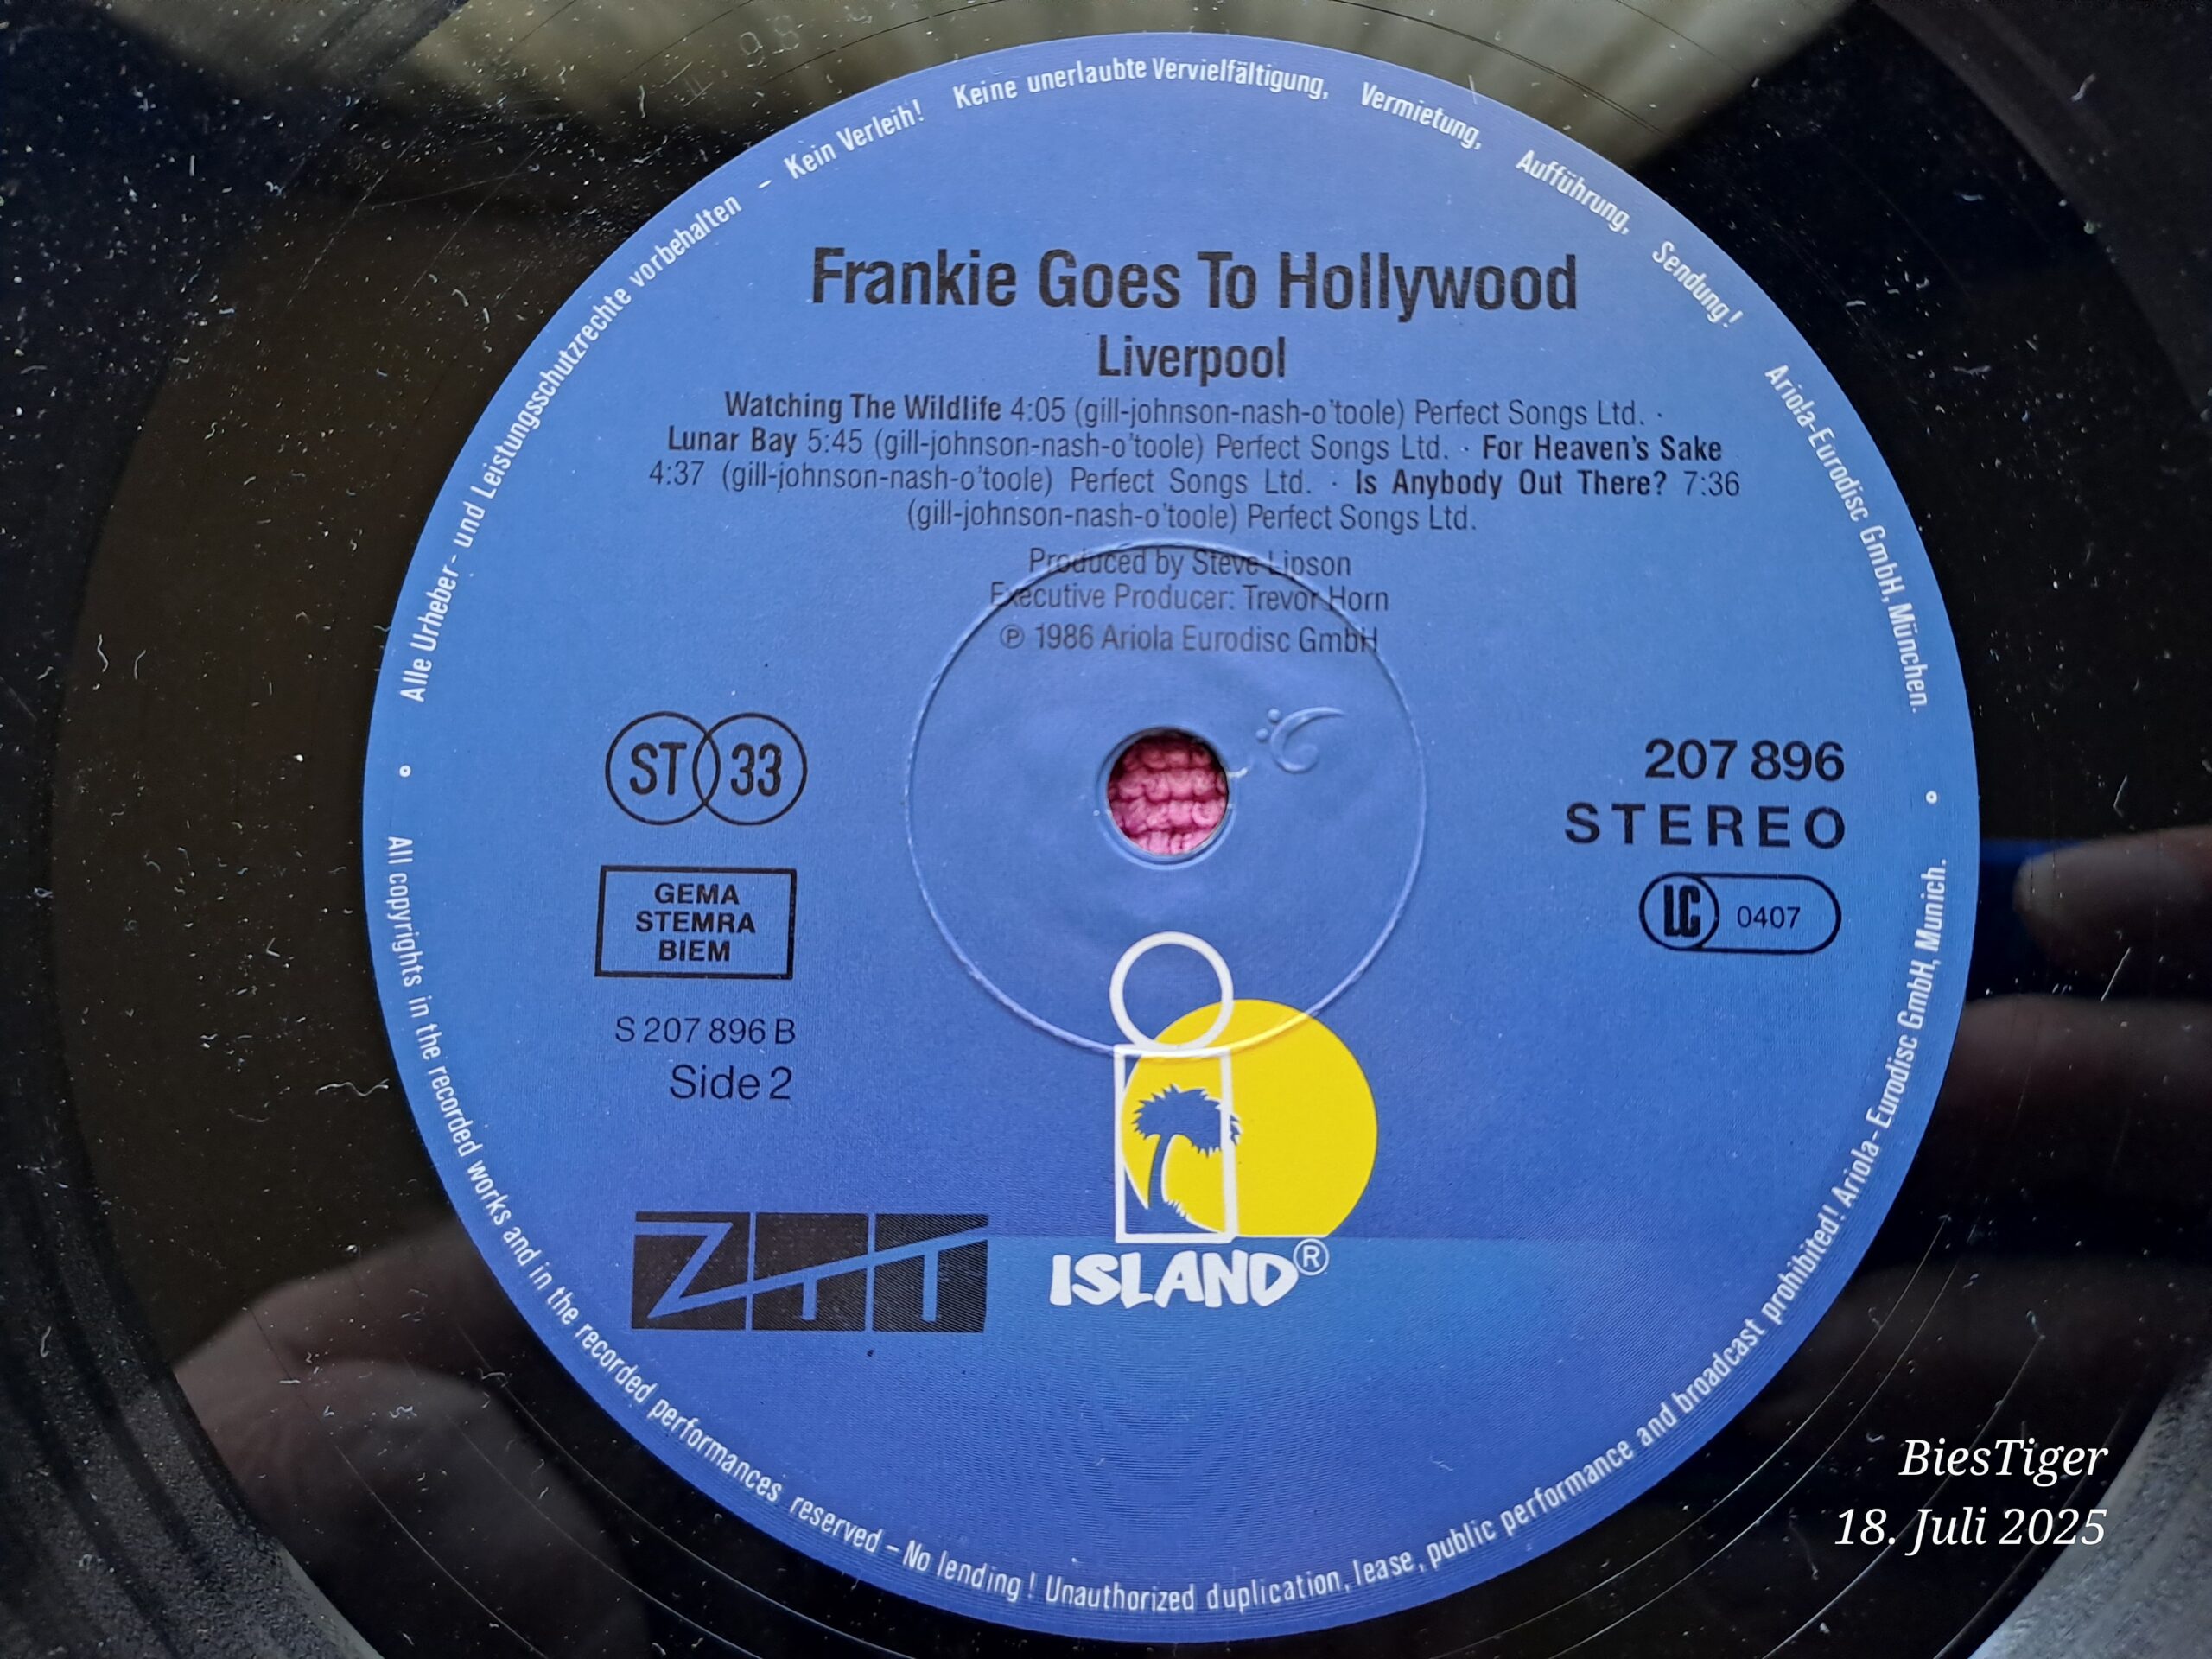 Alle Urheber- und Leistungsschutzrechte vorbehalten – Kein Verleih! Keine unerlaubte Vervielfältigung, Vermietung, Aufführung, Sendung! Ariola-Eurodisc GmbH, München.
Frankie Goes To Hollywood
Liverpool
Watching The Wildlife 4:05 (gill-johnson-nash-o'toole) Perfect Songs Ltd. ·
Lunar Bay 5:45 (gill-johnson-nash-o'toole) Perfect Songs Ltd. · For Heaven's Sake
4:37 (gill-johnson-nash-o'toole) Perfect Songs Ltd. · Is Anybody Out There? 7:36
(gill-johnson-nash-o'toole) Perfect Songs Ltd.
Produced by Steve Lipson
Executive Producer: Trevor Horn
℗ 1986 Ariola Eurodisc GmbH
ST 33
207 896
STEREO
LC 0407
GEMA
STEMRA
BIEM
S 207 896 B
Side 2
ZTT
ISLAND®
All copyrights in the recorded works and in the recorded performances reserved – No lending! Unauthorized duplication, lease, public performance and broadcast prohibited! Ariola-Eurodisc GmbH, Munich.
BiesTiger
18. Juli 2025